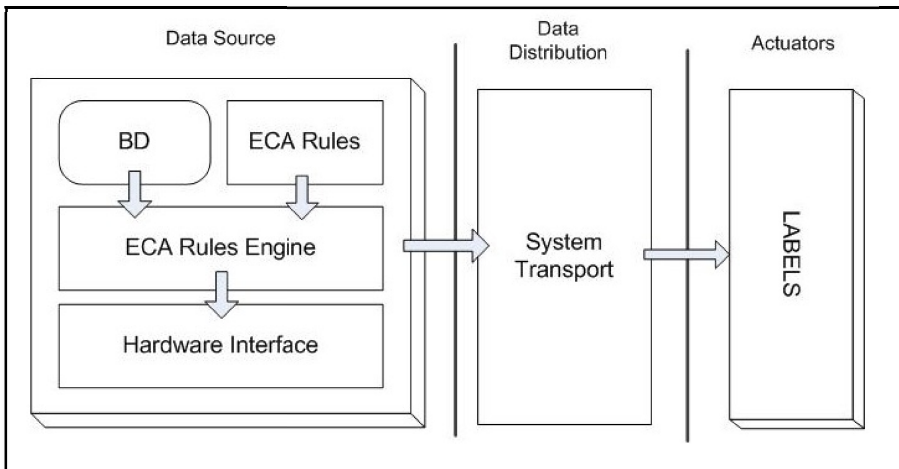 Data Source
Data
Distribution
Actuators
BD
ECA Rules
ECA Rules Engine
Hardware Interface
System
Transport
LABELS